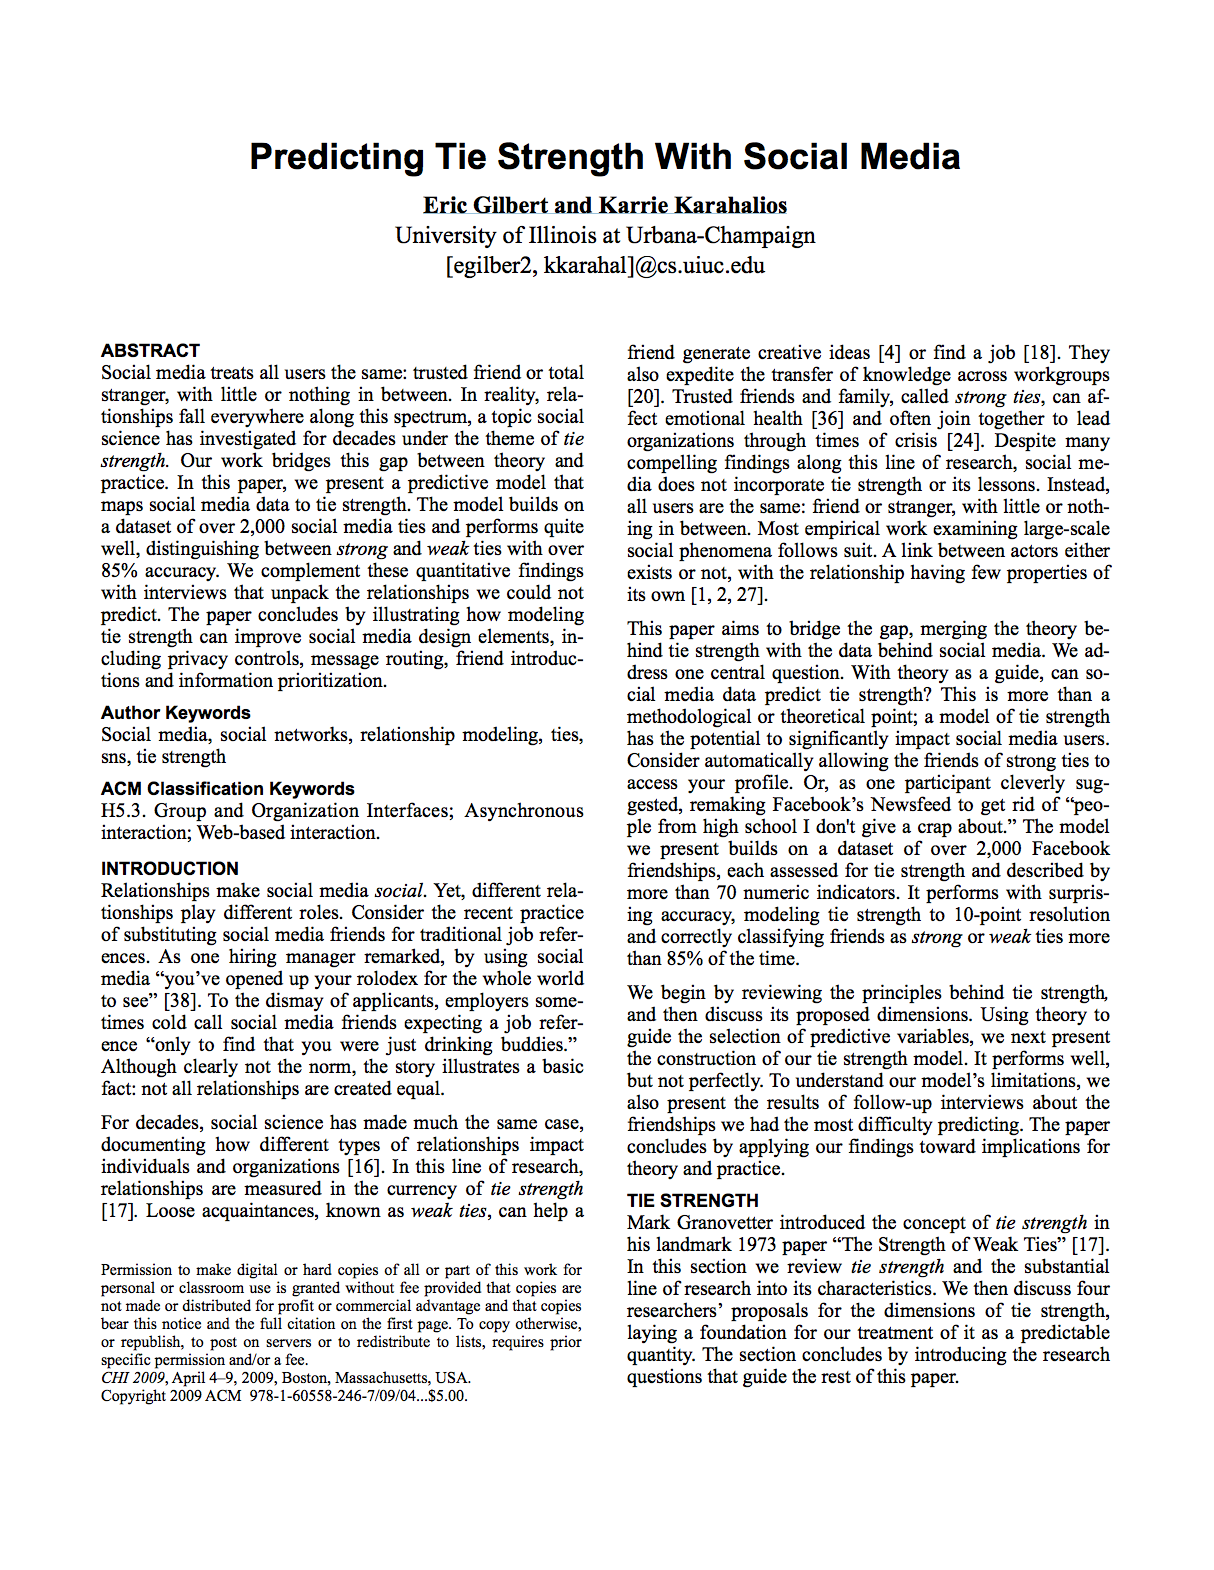 Predicting Tie Strength With Social Media
Eric Gilbert and Karrie Karahalios
University of Illinois at Urbana-Champaign
[egilber2, kkarahal]@cs.uiuc.edu
ABSTRACT
Social media treats all users the same: trusted friend or total
stranger, with little or nothing in between. In reality, rela-
tionships fall everywhere along this spectrum, a topic social
science has investigated for decades under the theme of tie
strength. Our work bridges this gap between theory and
practice. In this paper, we present a predictive model that
maps social media data to tie strength. The model builds on
a dataset of over 2,000 social media ties and performs quite
well, distinguishing between strong and weak ties with over
85% accuracy. We complement these quantitative findings
with interviews that unpack the relationships we could not
predict. The paper concludes by illustrating how modeling
tie strength can improve social media design elements, in-
cluding privacy controls, message routing, friend introduc-
tions and information prioritization.
Author Keywords
Social media, social networks, relationship modeling, ties,
sns, tie strength
ACM Classification Keywords
H5.3. Group and Organization Interfaces; Asynchronous
interaction; Web-based interaction.
INTRODUCTION
Relationships make social media social. Yet, different rela-
tionships play different roles. Consider the recent practice
of substituting social media friends for traditional job refer-
ences. As one hiring manager remarked, by using social
media “you’ve opened up your rolodex for the whole world
to see” [38]. To the dismay of applicants, employers some-
times cold call social media friends expecting a job refer-
ence “only to find that you were just drinking buddies.”
Although clearly not the norm, the story illustrates a basic
fact: not all relationships are created equal.
For decades, social science has made much the same case,
documenting how different types of relationships impact
individuals and organizations [16]. In this line of research,
relationships are measured in the currency of tie strength
[17]. Loose acquaintances, known as weak ties, can help a
Permission to make digital or hard copies of all or part of this work for
personal or classroom use is granted without fee provided that copies are
not made or distributed for profit or commercial advantage and that copies
bear this notice and the full citation on the first page. To copy otherwise,
or republish, to post on servers or to redistribute to lists, requires prior
specific permission and/or a fee.
CHI 2009, April 4–9, 2009, Boston, Massachusetts, USA.
Copyright 2009 ACM 978-1-60558-246-7/09/04...$5.00.
friend generate creative ideas [4] or find a job [18]. They
also expedite the transfer of knowledge across workgroups
[20]. Trusted friends and family, called strong ties, can af-
fect emotional health [36] and often join together to lead
organizations through times of crisis [24]. Despite many
compelling findings along this line of research, social me-
dia does not incorporate tie strength or its lessons. Instead,
all users are the same: friend or stranger, with little or noth-
ing in between. Most empirical work examining large-scale
social phenomena follows suit. A link between actors either
exists or not, with the relationship having few properties of
its own [1, 2, 27].
This paper aims to bridge the gap, merging the theory be-
hind tie strength with the data behind social media. We ad-
dress one central question. With theory as a guide, can so-
cial media data predict tie strength? This is more than a
methodological or theoretical point; a model of tie strength
has the potential to significantly impact social media users.
Consider automatically allowing the friends of strong ties to
access your profile. Or, as one participant cleverly sug-
gested, remaking Facebook’s Newsfeed to get rid of “peo-
ple from high school I don't give a crap about.” The model
we present builds on a dataset of over 2,000 Facebook
friendships, each assessed for tie strength and described by
more than 70 numeric indicators. It performs with surpris-
ing accuracy, modeling tie strength to 10-point resolution
and correctly classifying friends as strong or weak ties more
than 85% of the time.
We begin by reviewing the principles behind tie strength,
and then discuss its proposed dimensions. Using theory to
guide the selection of predictive variables, we next present
the construction of our tie strength model. It performs well,
but not perfectly. To understand our model’s limitations, we
also present the results of follow-up interviews about the
friendships we had the most difficulty predicting. The paper
concludes by applying our findings toward implications for
theory and practice.
TIE STRENGTH
Mark Granovetter introduced the concept of tie strength in
his landmark 1973 paper “The Strength of Weak Ties” [17].
In this section we review tie strength and the substantial
line of research into its characteristics. We then discuss four
researchers’ proposals for the dimensions of tie strength,
laying a foundation for our treatment of it as a predictable
quantity. The section concludes by introducing the research
questions that guide the rest of this paper.